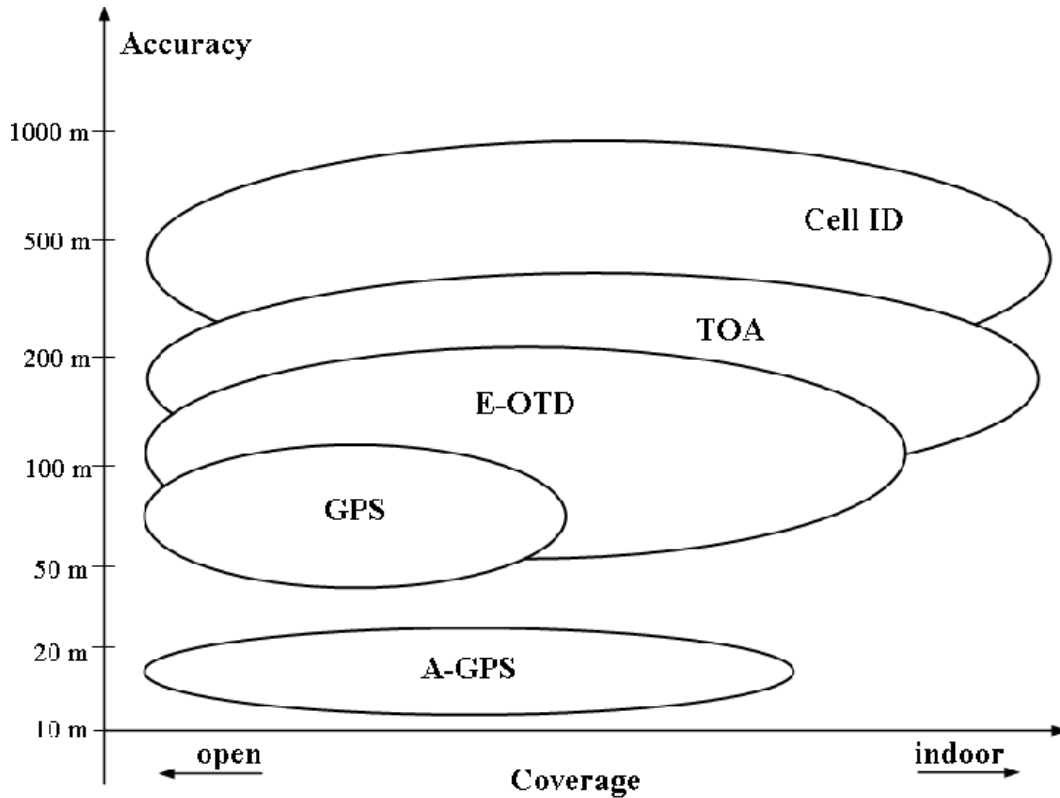 Accuracy
1000 m
Cell ID
500 m
TOA
200 m
E-OTD
100 m
GPS
50 m
20 m
A-GPS
10 m
open
indoor
Coverage